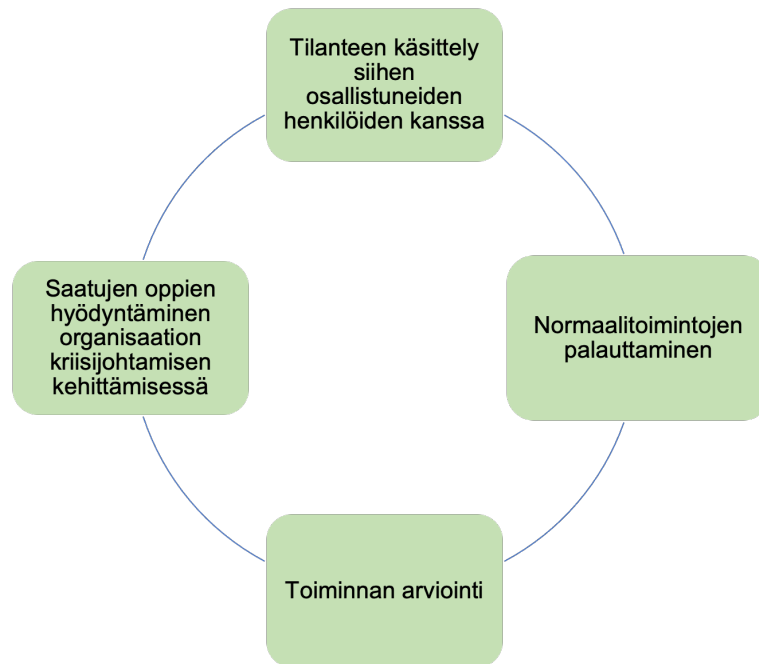 Tilanteen käsittely
siihen
osallistuneiden
henkilöiden kanssa
Normaalitoimintojen
palauttaminen
Toiminnan arviointi
Saatujen oppien
hyödyntäminen
organisaation
kriisijohtamisen
kehittämisessä